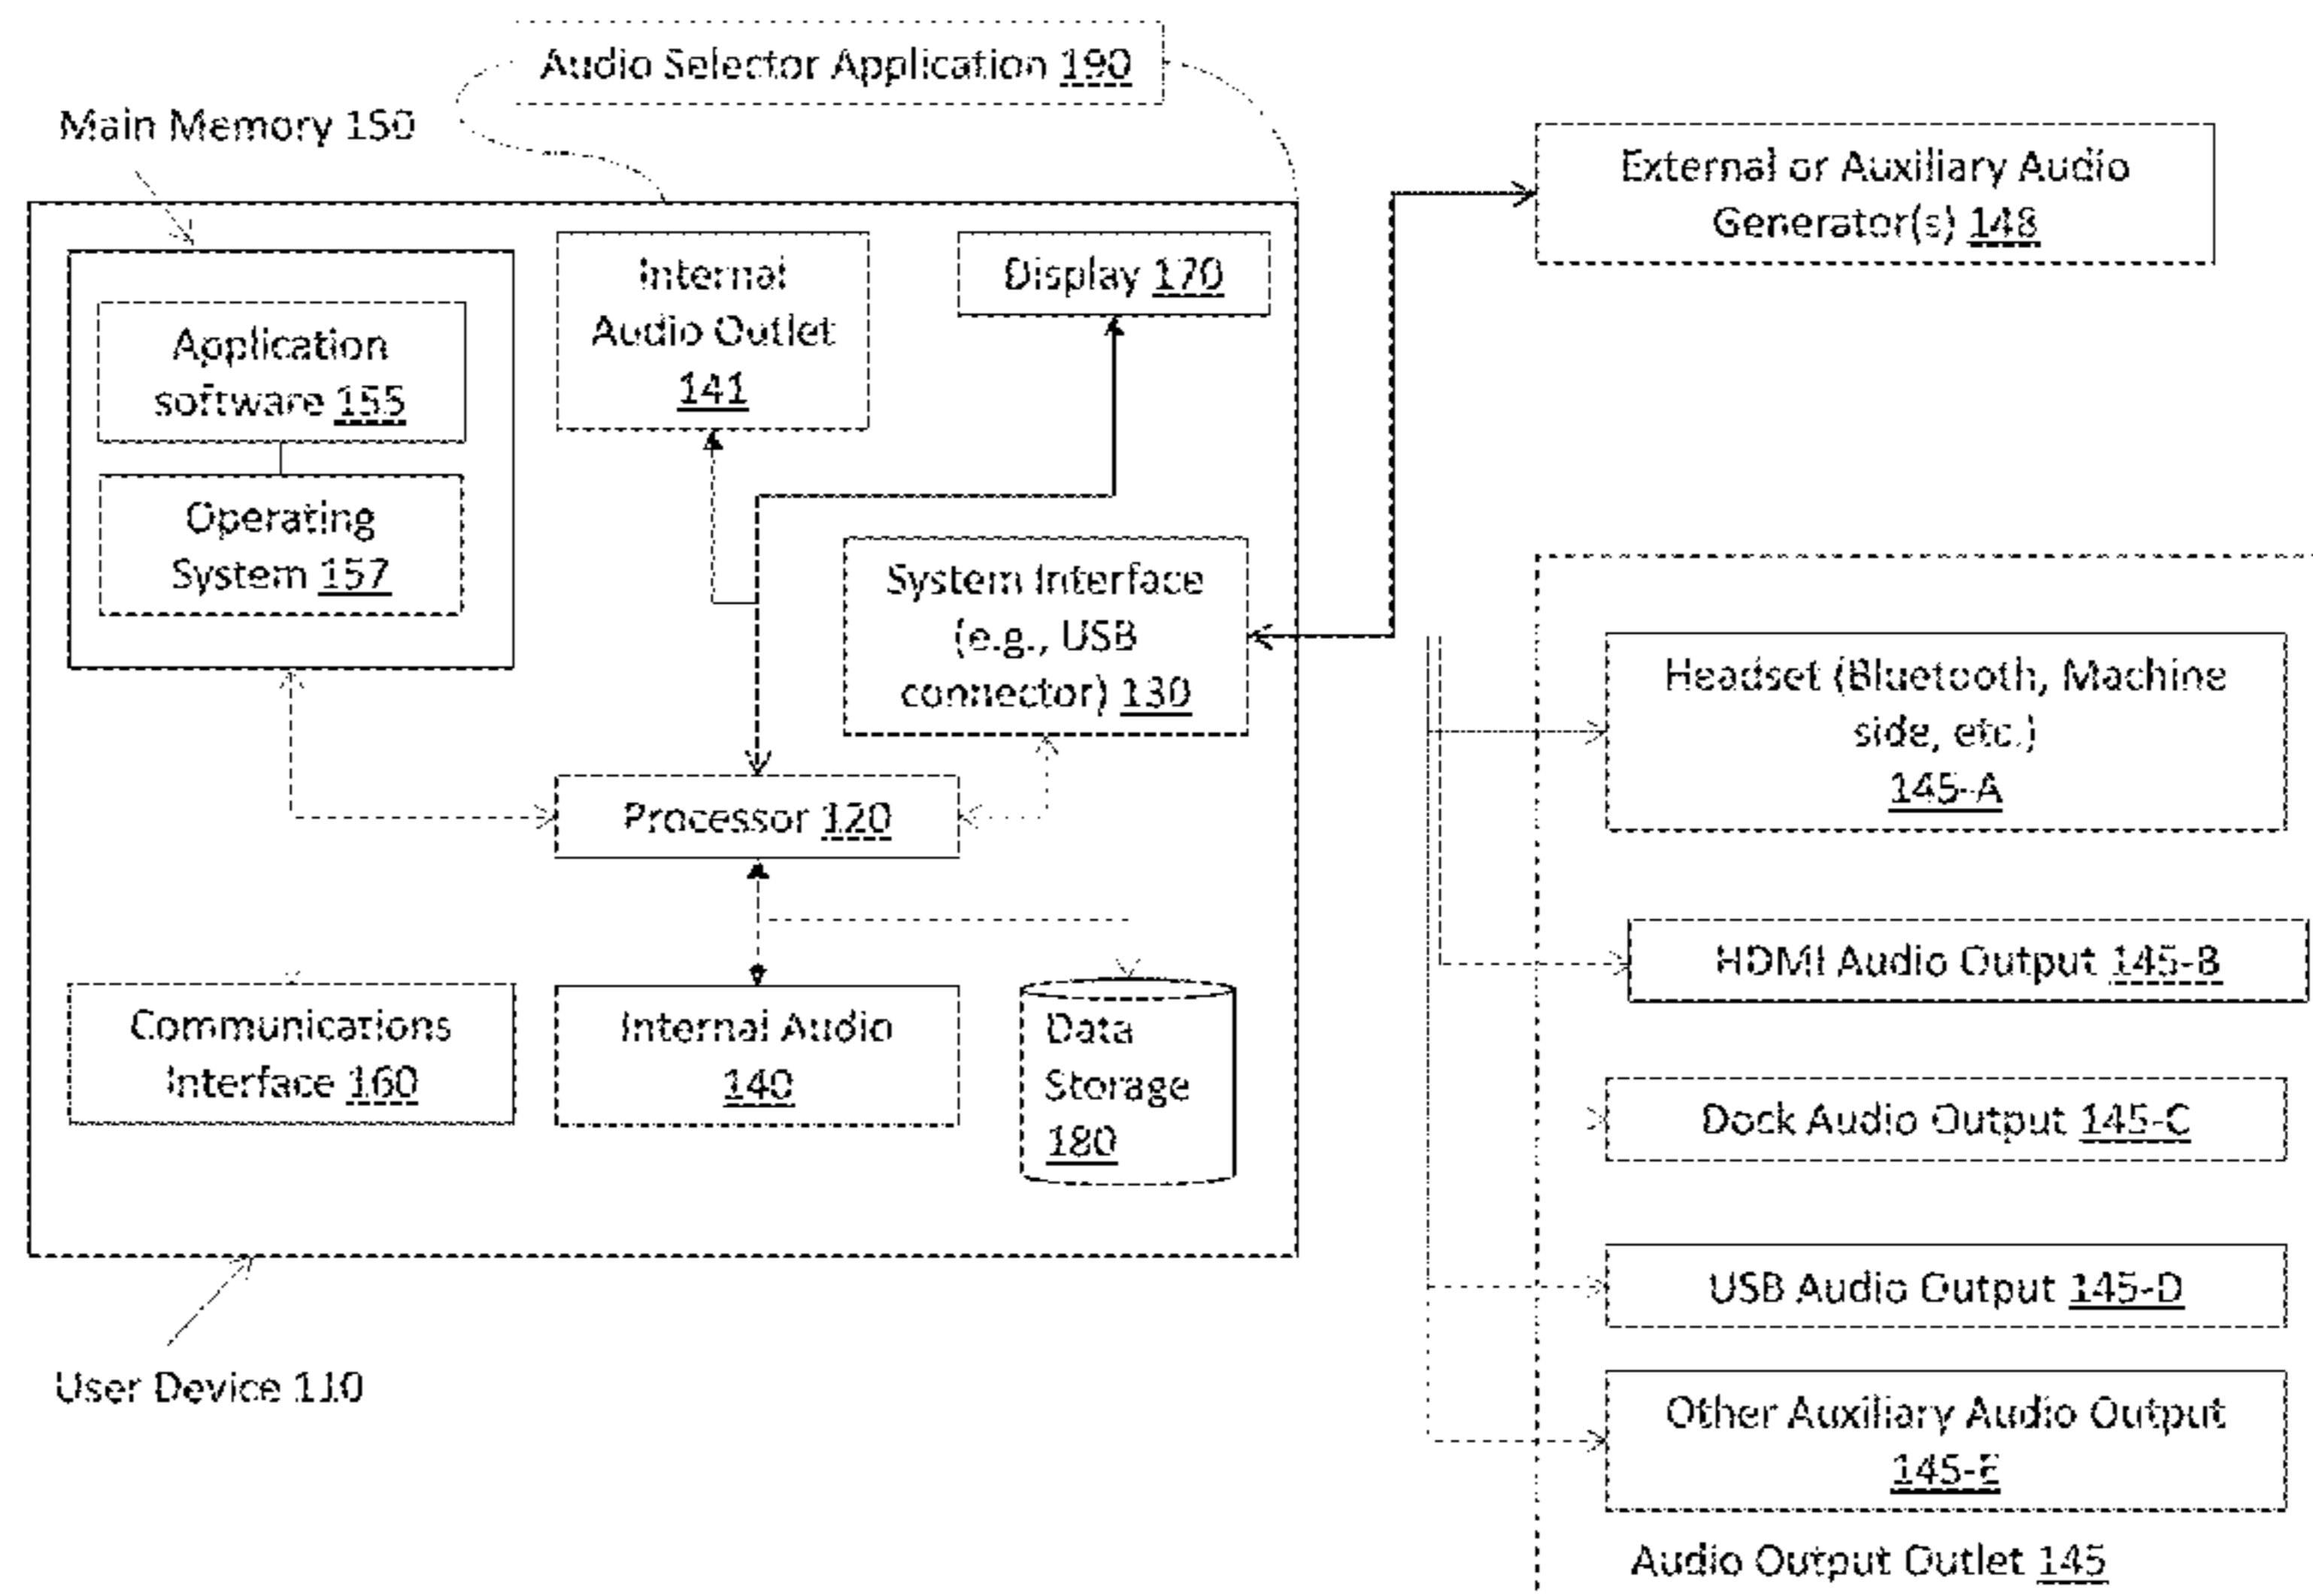 Audio Selector Application 190
Main Memory 150
External or Auxiliary Audio
Generator(s) 148
Internal
Audio Outlet
141
Display 170
Application
software 155
Operating
System 157
System Interface
(e.g., USB
connector) 130
Headset (Bluetooth, Machine
side, etc.)
145-A
Processor 120
HDMI Audio Output 145-B
Communications
Interface 160
Internal Audio
140
Data
Storage
180
Dock Audio Output 145-C
USB Audio Output 145-D
User Device 110
Other Auxiliary Audio Output
145-E
Audio Output Outlet 145